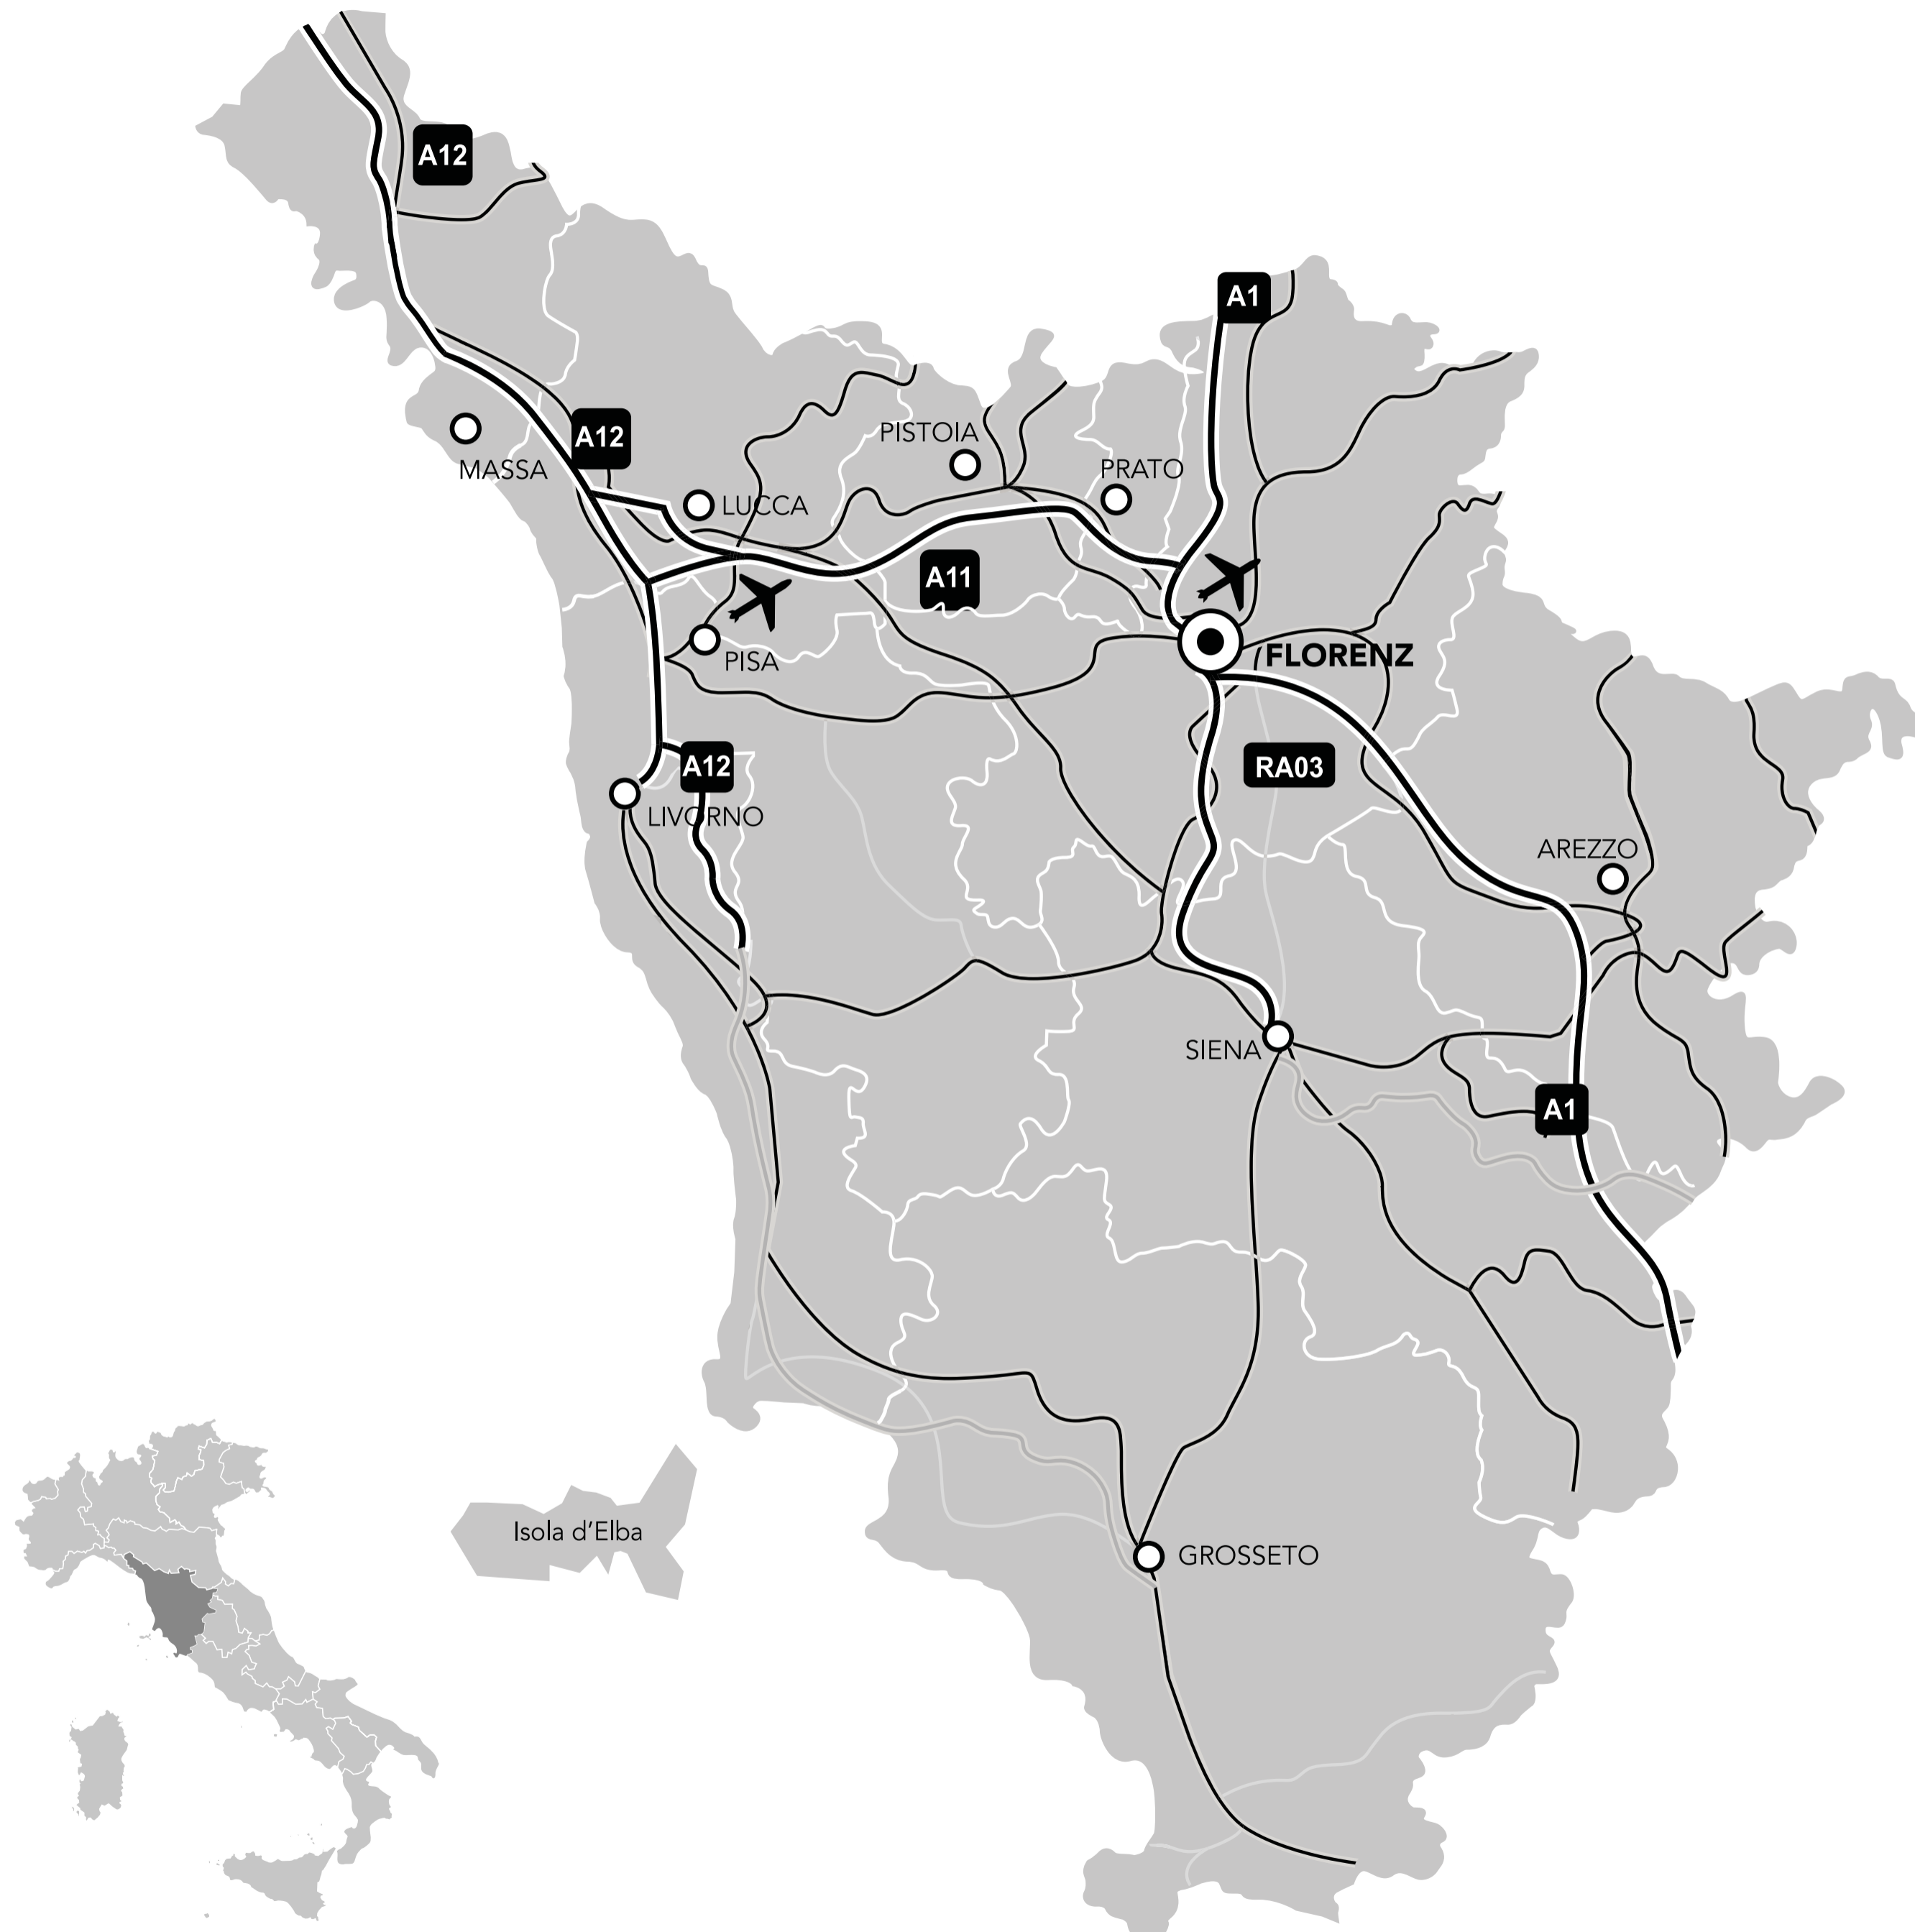 A12
A1
A12
PISTOIA
PRATO
MASSA
LUCCA
A11
FLORENZ
PISA
A12
RA03
LIVORNO
AREZZO
SIENA
A1
Isola d'Elba
GROSSETO